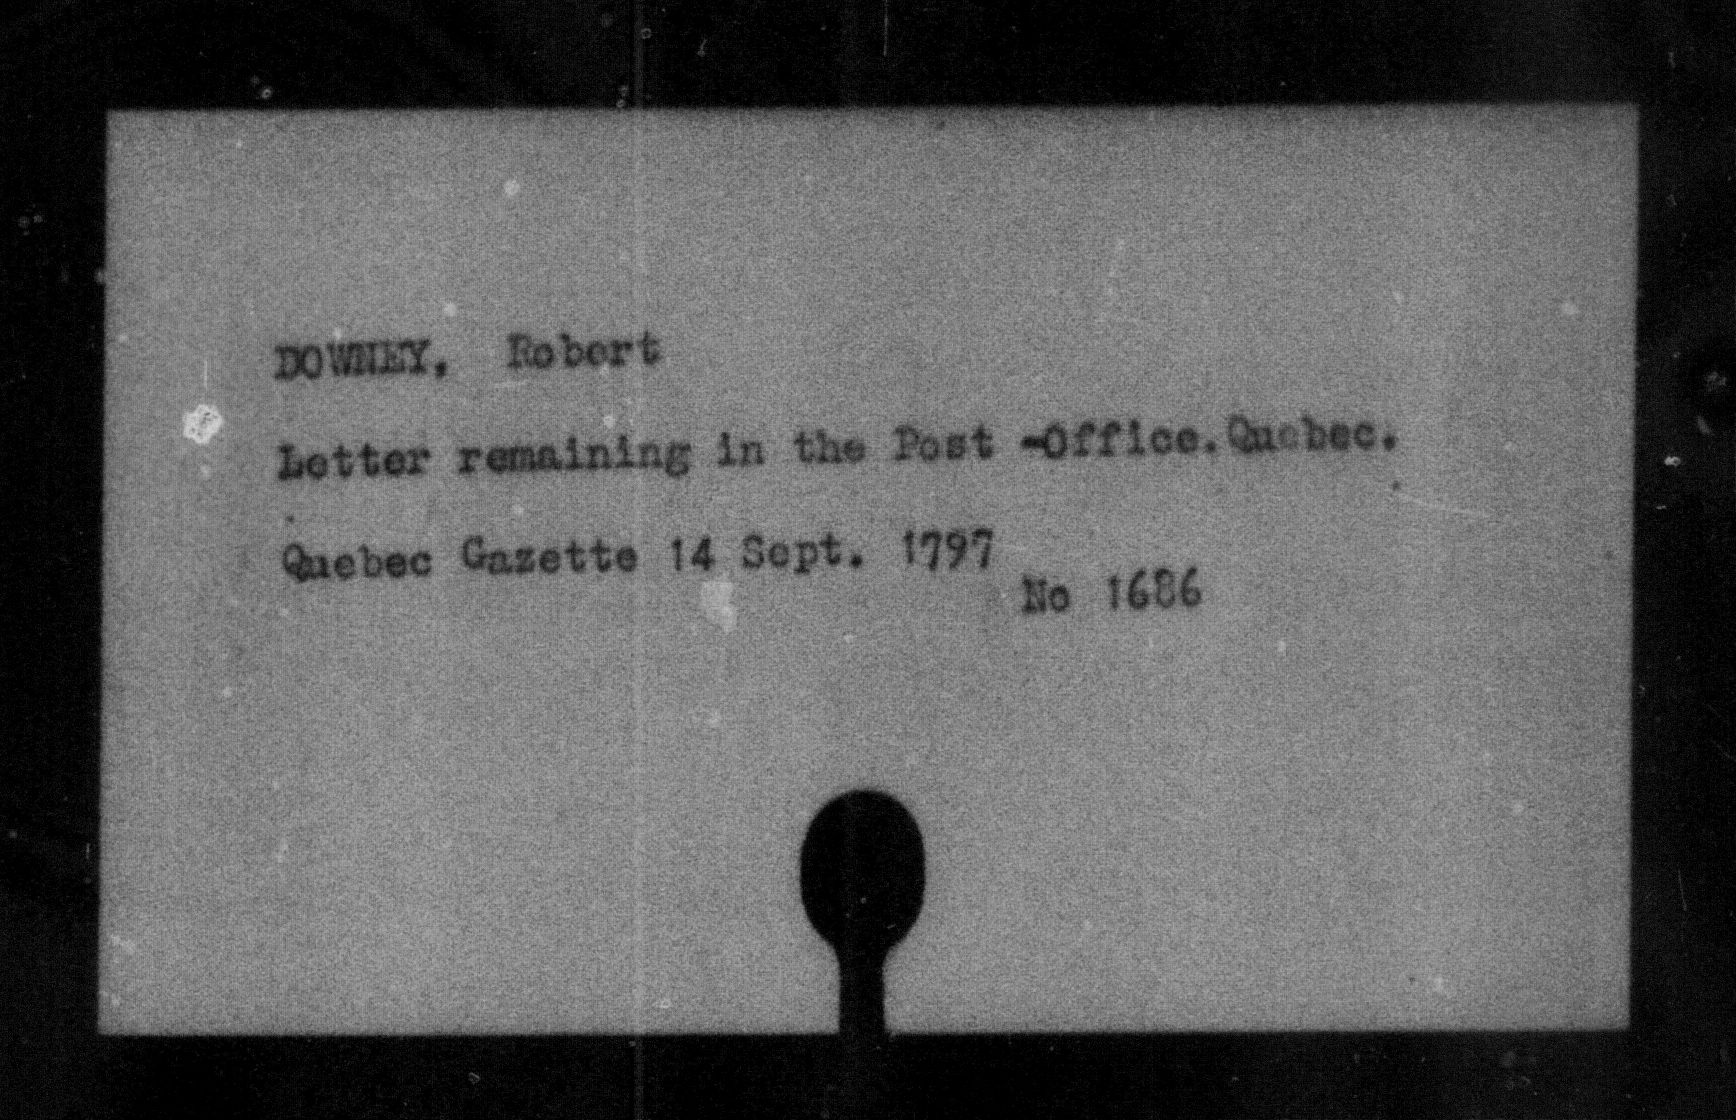 DOWNEY, Robert
Letter remaining in the Post -Office.Quebec.
Quebec Gazette 14 Sept. 1797
No 1686